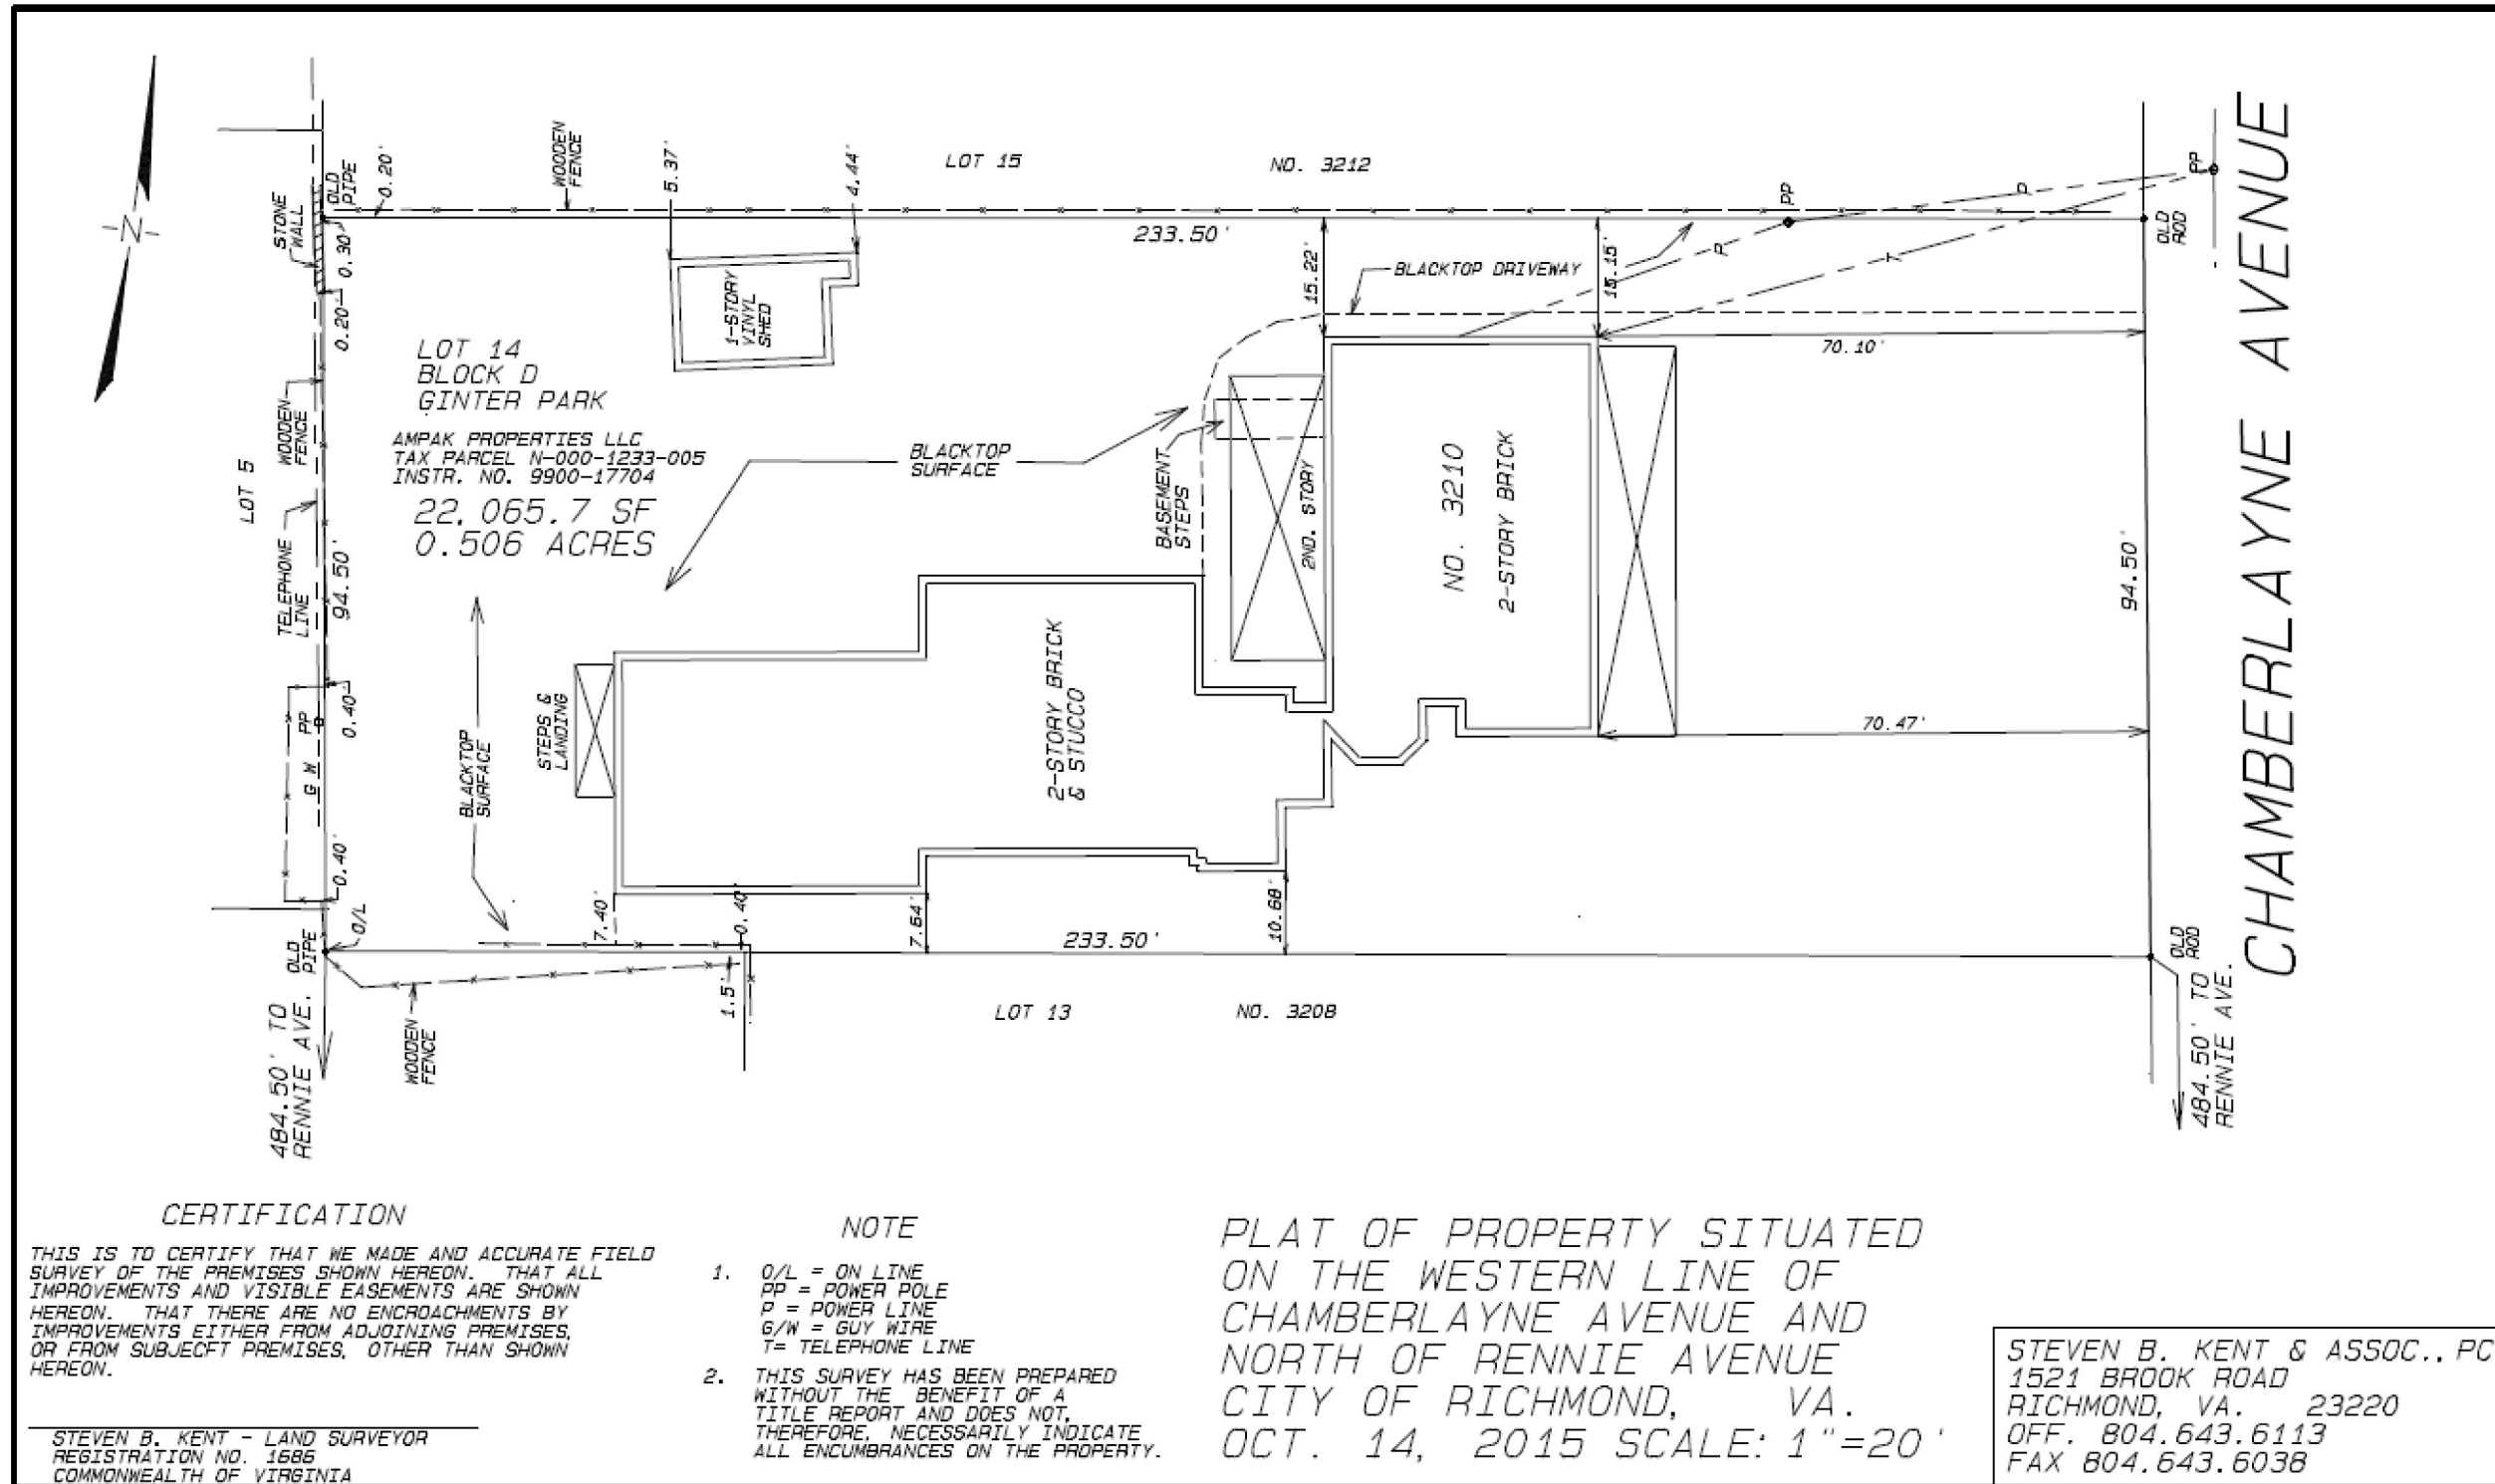 LOT 15
NO. 3212
WOODEN
FENCE
5.37'
4.44'
0.20'
OLD
PIPE
STONE
WALL
0.30'
0.20'
N
233.50'
15.22'
15.15'
BLACKTOP DRIVEWAY
PP
P
P
T
PP
OLD
ROD
CHAMBERLAYNE AVENUE
1-STORY
VINYL
SHED
70.10'
LOT 14
BLOCK D
GINTER PARK
AMPAK PROPERTIES LLC
TAX PARCEL N-000-1233-005
INSTR. NO. 9900-17704
22,065.7 SF
0.506 ACRES
LOT 5
WOODEN
FENCE
TELEPHONE
LINE
94.50'
BLACKTOP
SURFACE
BASEMENT
STEPS
2ND. STORY
NO. 3210
2-STORY BRICK
94.50'
2-STORY BRICK
& STUCCO
STEPS &
LANDING
BLACKTOP
SURFACE
PP
G W
0.40'
0.40'
O/L
OLD
PIPE
70.47'
7.40'
0.40'
7.64'
233.50'
10.68'
1.5'
WOODEN
FENCE
LOT 13
NO. 3208
OLD
ROD
484.50' TO
RENNIE AVE.
484.50' TO
RENNIE AVE.
CERTIFICATION
THIS IS TO CERTIFY THAT WE MADE AND ACCURATE FIELD
SURVEY OF THE PREMISES SHOWN HEREON. THAT ALL
IMPROVEMENTS AND VISIBLE EASEMENTS ARE SHOWN
HEREON. THAT THERE ARE NO ENCROACHMENTS BY
IMPROVEMENTS EITHER FROM ADJOINING PREMISES,
OR FROM SUBJECFT PREMISES, OTHER THAN SHOWN
HEREON.
STEVEN B. KENT - LAND SURVEYOR
REGISTRATION NO. 1686
COMMONWEALTH OF VIRGINIA
NOTE
1. O/L = ON LINE
PP = POWER POLE
P = POWER LINE
G/W = GUY WIRE
T= TELEPHONE LINE
2. THIS SURVEY HAS BEEN PREPARED
WITHOUT THE BENEFIT OF A
TITLE REPORT AND DOES NOT,
THEREFORE, NECESSARILY INDICATE
ALL ENCUMBRANCES ON THE PROPERTY.
PLAT OF PROPERTY SITUATED
ON THE WESTERN LINE OF
CHAMBERLAYNE AVENUE AND
NORTH OF RENNIE AVENUE
CITY OF RICHMOND, VA.
OCT. 14, 2015 SCALE: 1"=20'
STEVEN B. KENT & ASSOC., PC
1521 BROOK ROAD
RICHMOND, VA. 23220
OFF. 804.643.6113
FAX 804.643.6038